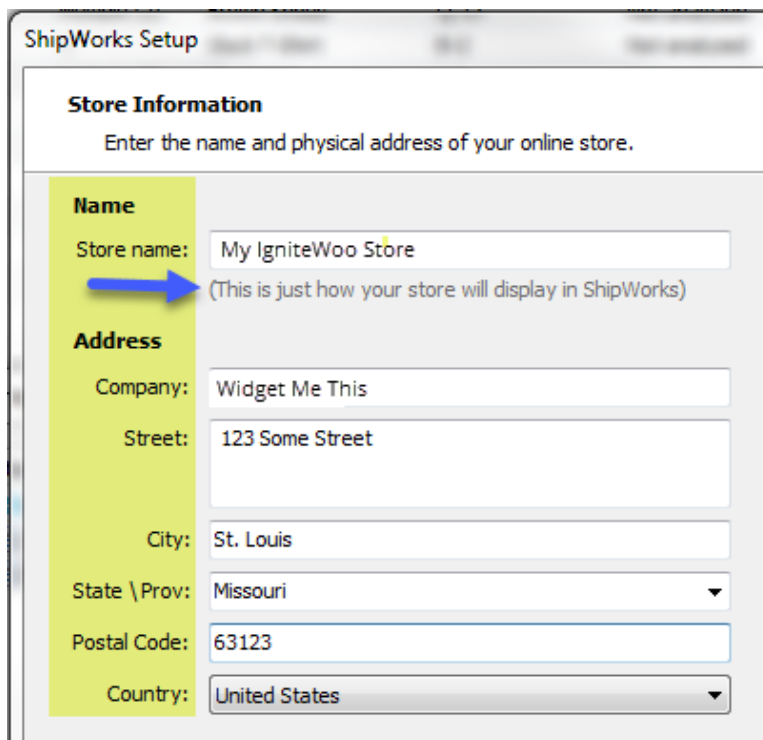 ShipWorks Setup
Store Information
Enter the name and physical address of your online store.
Name
Store name: My IgniteWoo Store
(This is just how your store will display in ShipWorks)
Address
Company: Widget Me This
Street: 123 Some Street
City: St. Louis
State \Prov: Missouri
Postal Code: 63123
Country: United States